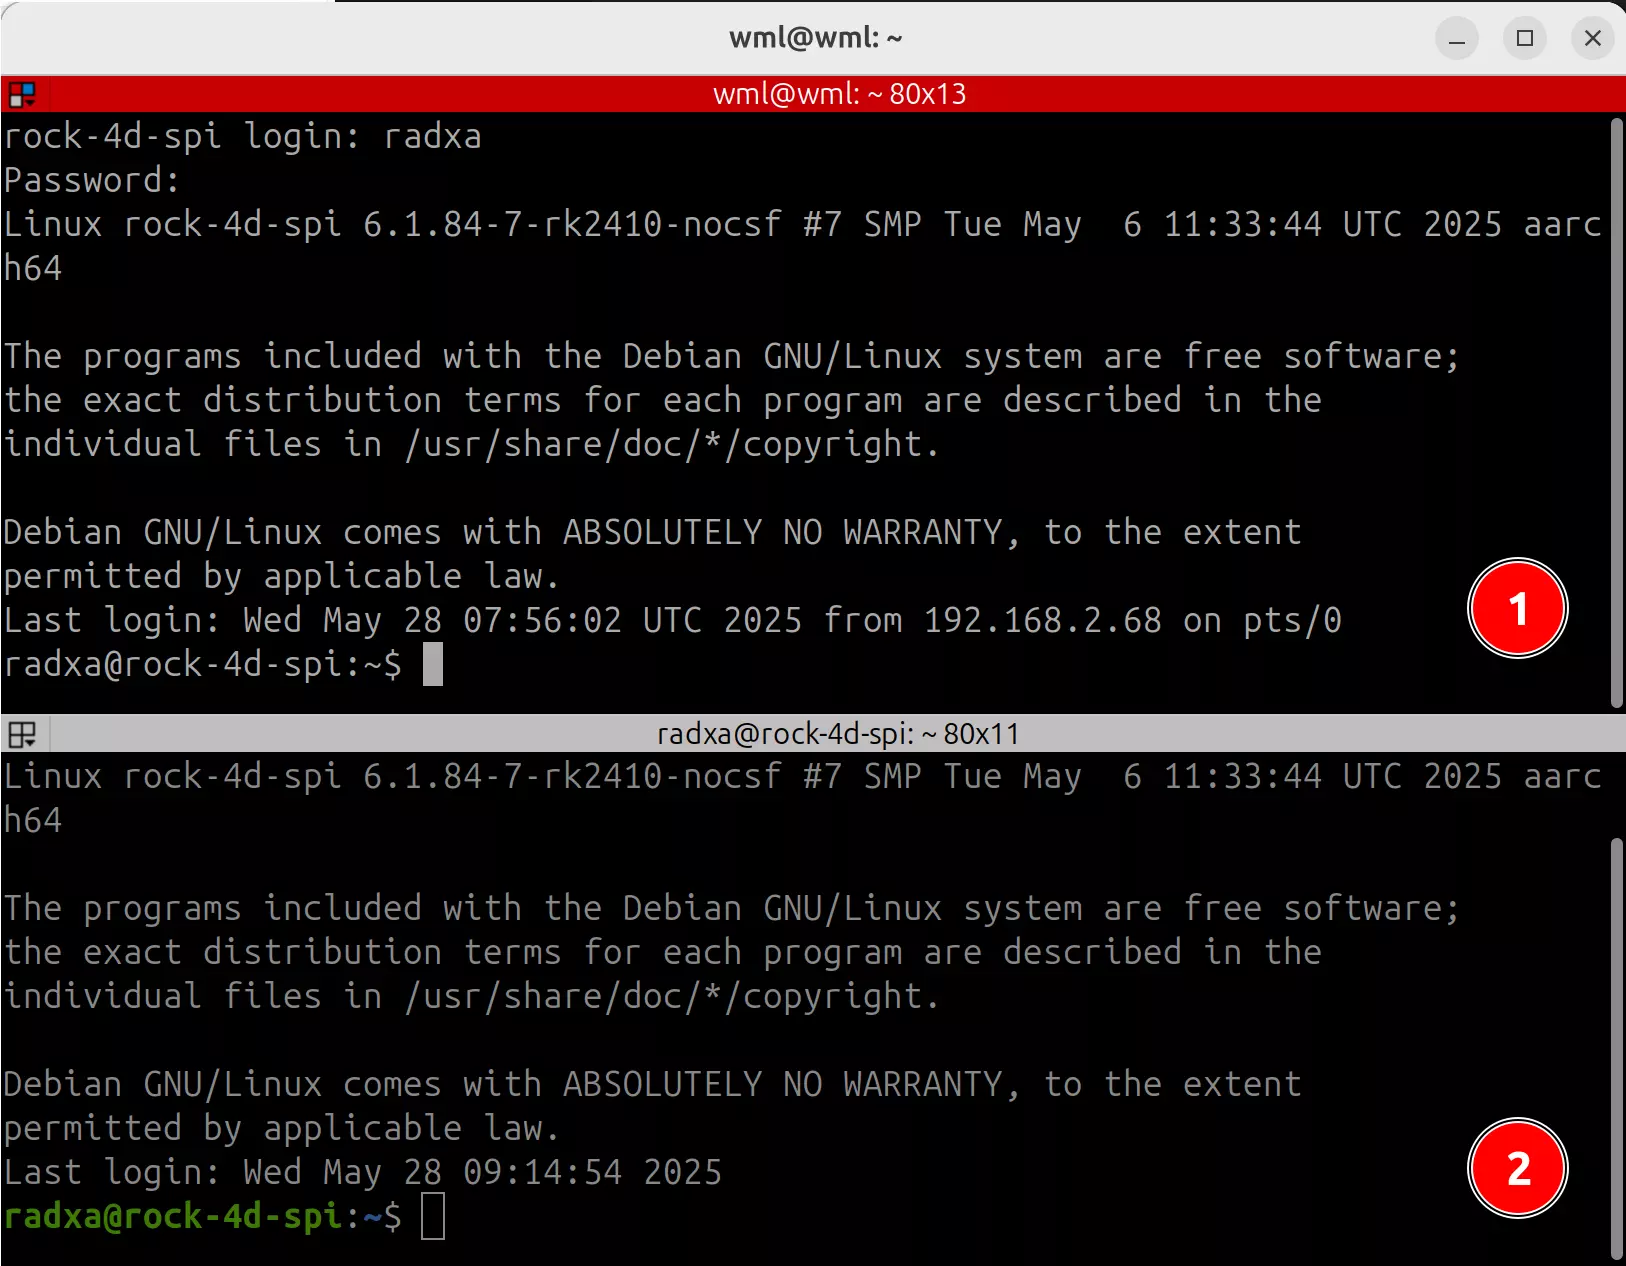 wml@wml: ~
wml@wml: ~ 80x13
rock-4d-spi login: radxa
Password:
Linux rock-4d-spi 6.1.84-7-rk2410-nocsf #7 SMP Tue May  6 11:33:44 UTC 2025 aarc
h64
The programs included with the Debian GNU/Linux system are free software;
the exact distribution terms for each program are described in the
individual files in /usr/share/doc/*/copyright.
Debian GNU/Linux comes with ABSOLUTELY NO WARRANTY, to the extent
permitted by applicable law.
Last login: Wed May 28 07:56:02 UTC 2025 from 192.168.2.68 on pts/0
radxa@rock-4d-spi:~$
1
radxa@rock-4d-spi: ~ 80x11
Linux rock-4d-spi 6.1.84-7-rk2410-nocsf #7 SMP Tue May  6 11:33:44 UTC 2025 aarc
h64
The programs included with the Debian GNU/Linux system are free software;
the exact distribution terms for each program are described in the
individual files in /usr/share/doc/*/copyright.
Debian GNU/Linux comes with ABSOLUTELY NO WARRANTY, to the extent
permitted by applicable law.
Last login: Wed May 28 09:14:54 2025
radxa@rock-4d-spi:~$
2